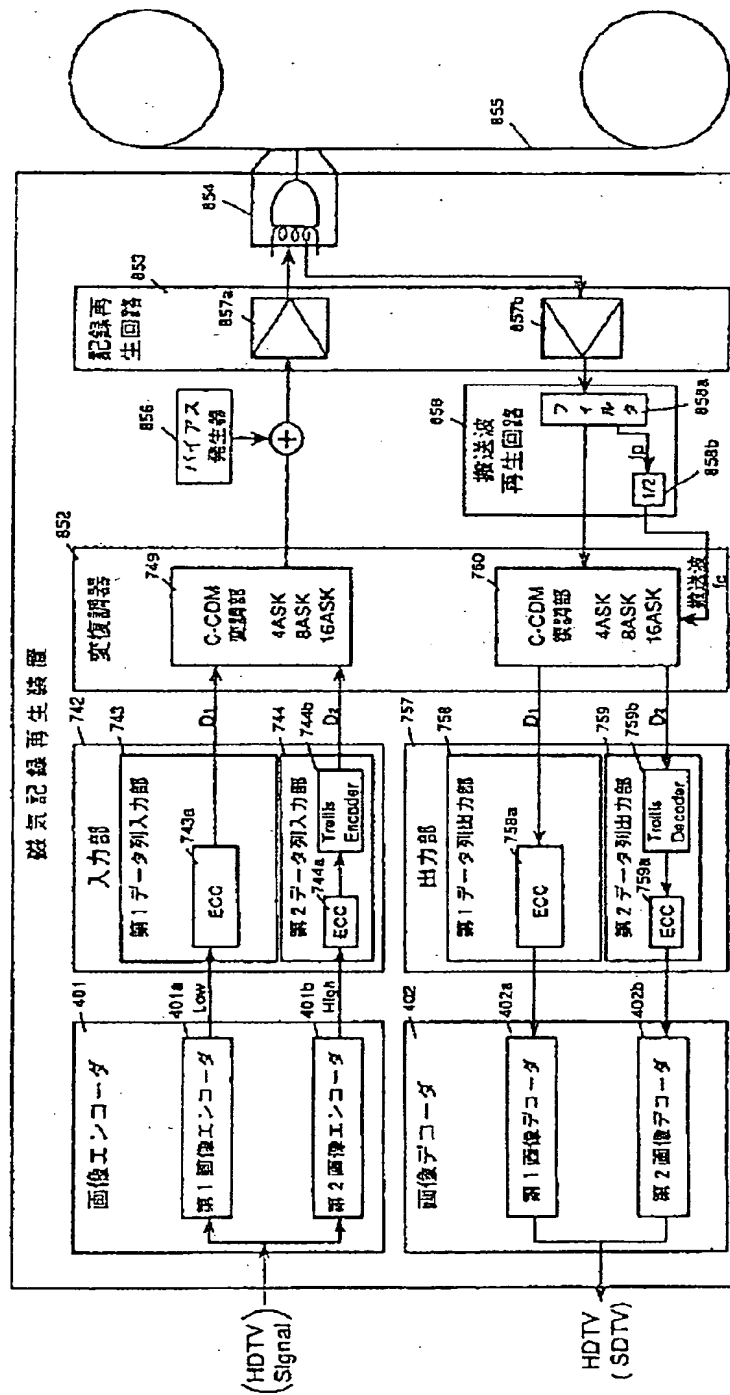 磁気記録再生装置
画像エンコーダ
401
第1画像エンコーダ
401a
第2画像エンコーダ
401b
(HDTV
Signal)
Low
High
入力部
742
第1データ列入力部
743
ECC
743a
第2データ列入力部
744
ECC
744a
Trellis
Encoder
744b
D1
D2
変復調器
852
749
C-CDM
変調部
4ASK
8ASK
16ASK
バイアス
発生器
856
記録再
生回路
853
857a
854
855
画像デコーダ
402
第1画像デコーダ
402a
第2画像デコーダ
402b
HDTV
(SDTV)
出力部
757
第1データ列出力部
758
ECC
758a
第2データ列出力部
759
ECC
759a
Trellis
Decoder
759b
D1
D2
760
C-CDM
復調部
4ASK
8ASK
16ASK
搬送波
fc
搬送波
再生回路
858
フィルタ
858a
1/2
858b
857b